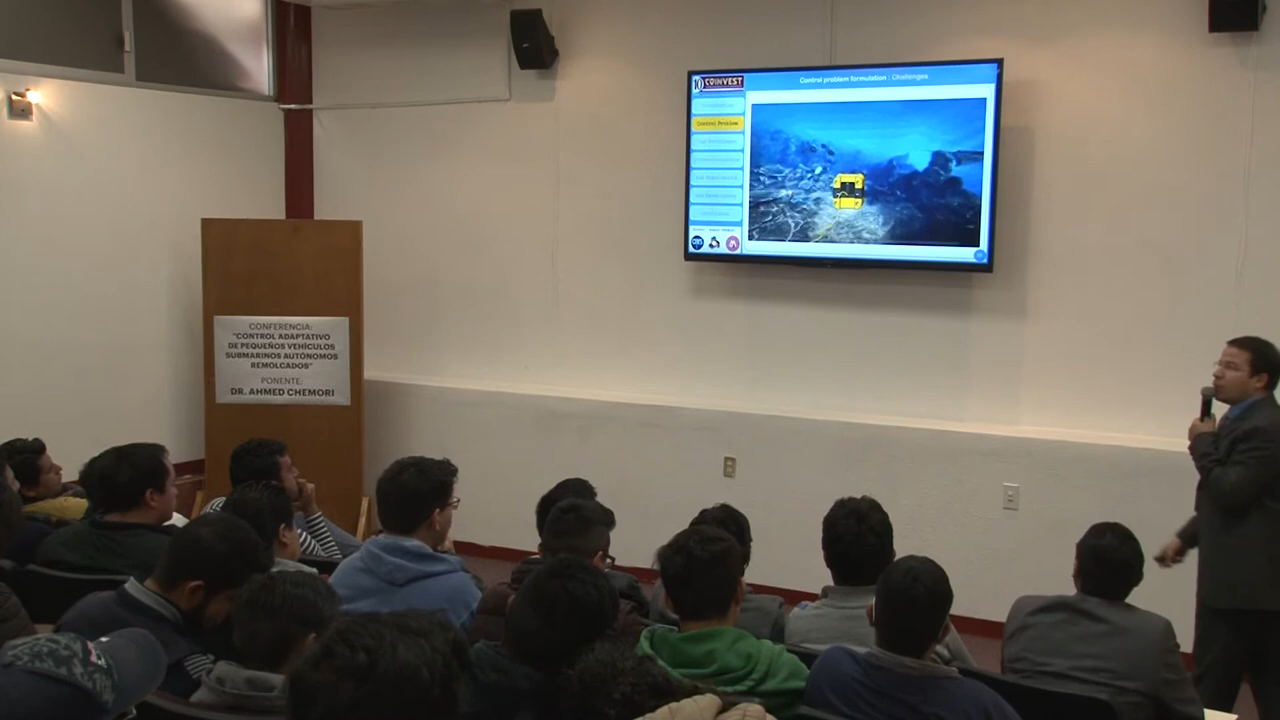 10
COINVEST
Control problem formulation : Challenges
Control Problem
CONFERENCIA:
"CONTROL ADAPTATIVO
DE PEQUEÑOS VEHÍCULOS
SUBMARINOS AUTÓNOMOS
REMOLCADOS"
PONENTE:
DR. AHMED CHEMORI